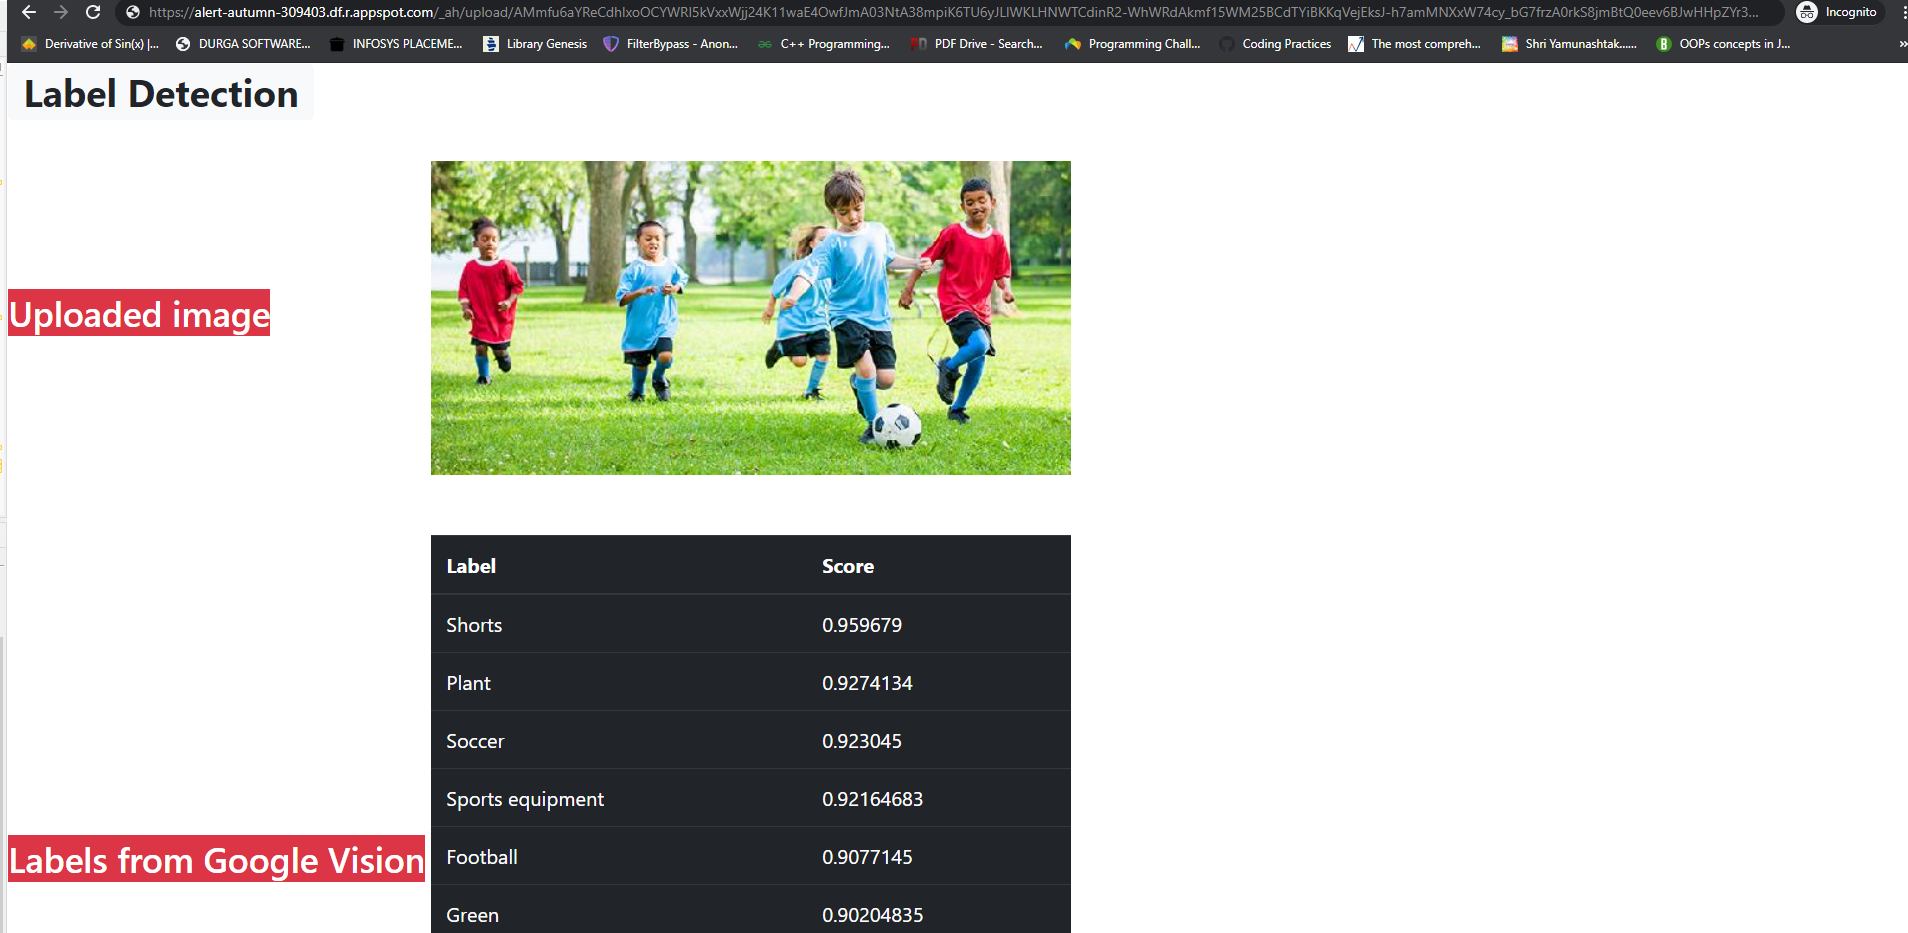 https://alert-autumn-309403.df.r.appspot.com/_ah/upload/
Incognito
Derivative of Sin(x) |...
DURGA SOFTWARE...
INFOSYS PLACEME...
Library Genesis
FilterBypass - Anon...
C++ Programming...
PDF Drive - Search...
Programming Chall...
Coding Practices
The most compreh...
Shri Yamunashtak......
OOPs concepts in J...
Label Detection
Uploaded image
Label Score
Shorts 0.959679
Plant 0.9274134
Soccer 0.923045
Sports equipment 0.92164683
Football 0.9077145
Labels from Google Vision
Green 0.90204835